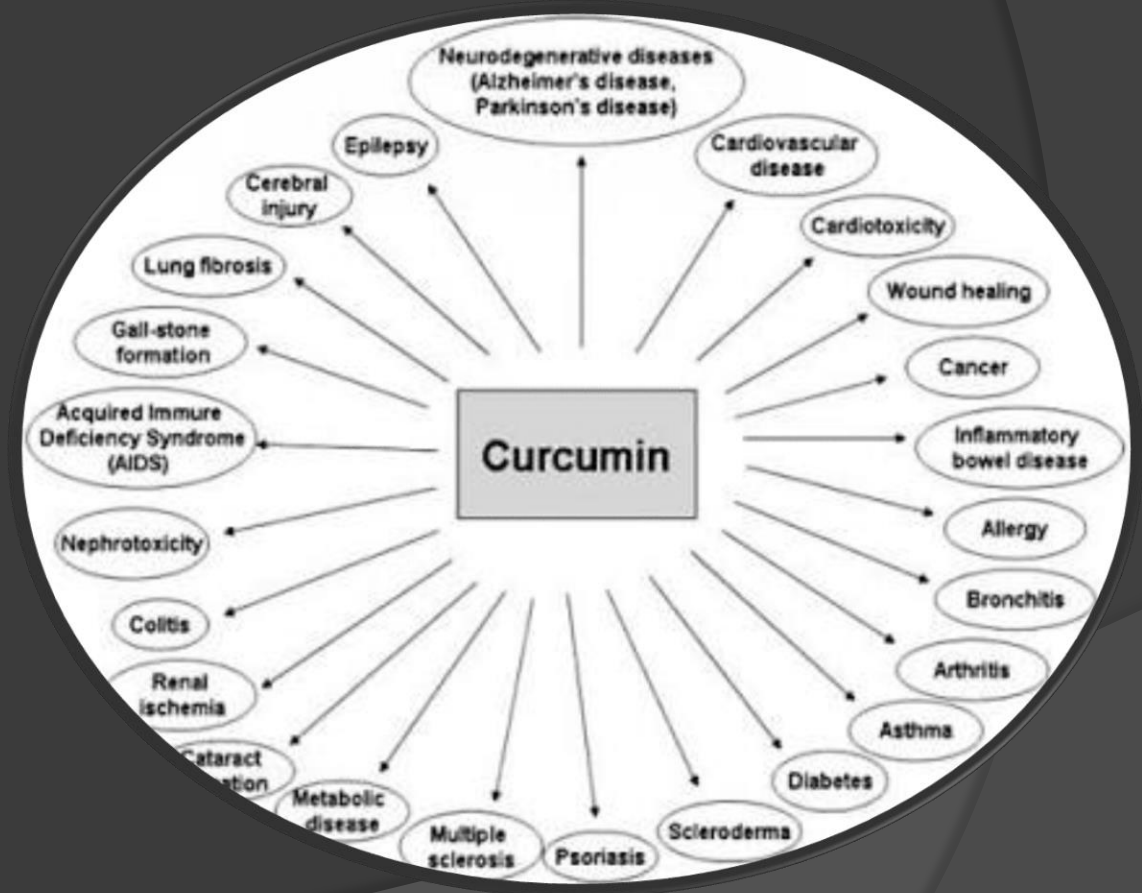 Neurodegenerative diseases
(Alzheimer's disease,
Parkinson's disease)
Cardiovascular
disease
Cardiotoxicity
Wound healing
Cancer
Inflammatory
bowel disease
Allergy
Bronchitis
Arthritis
Asthma
Diabetes
Scleroderma
Psoriasis
Multiple
sclerosis
Metabolic
disease
Cataract
Renal
ischemia
Colitis
Nephrotoxicity
Acquired Immune
Deficiency Syndrome
(AIDS)
Gall-stone
formation
Lung fibrosis
Cerebral
injury
Epilepsy
Curcumin